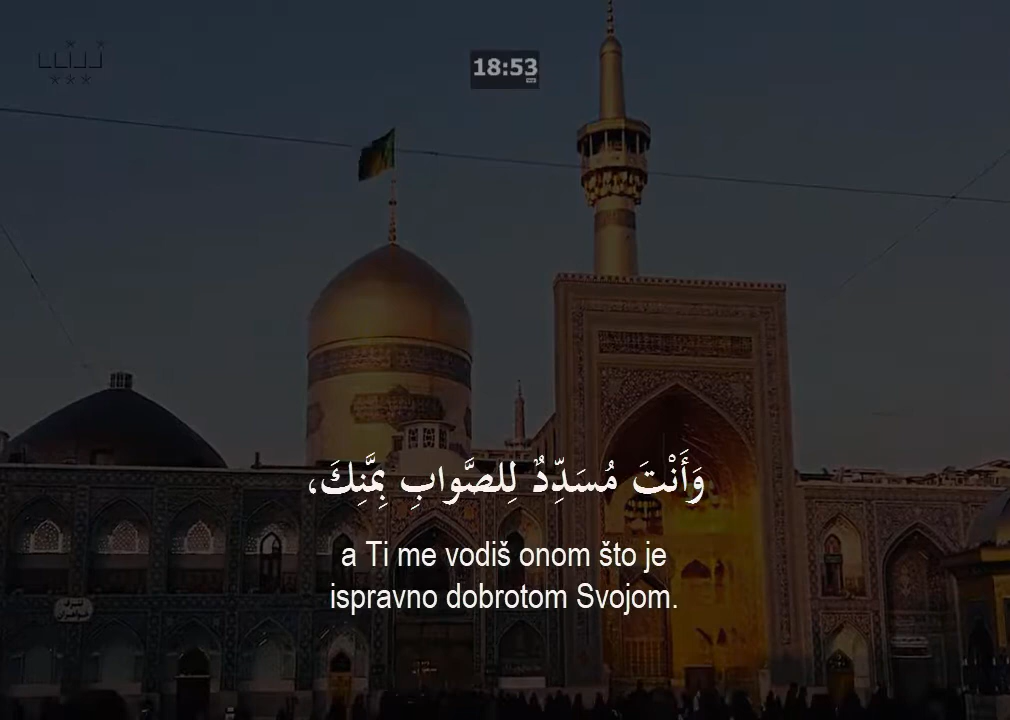 18:53
وَأَنْتَ مُسَدِّدٌ لِلصَّوابِ بِمَّنِكَ،
a Ti me vodiš onom što je
ispravno dobrotom Svojom.